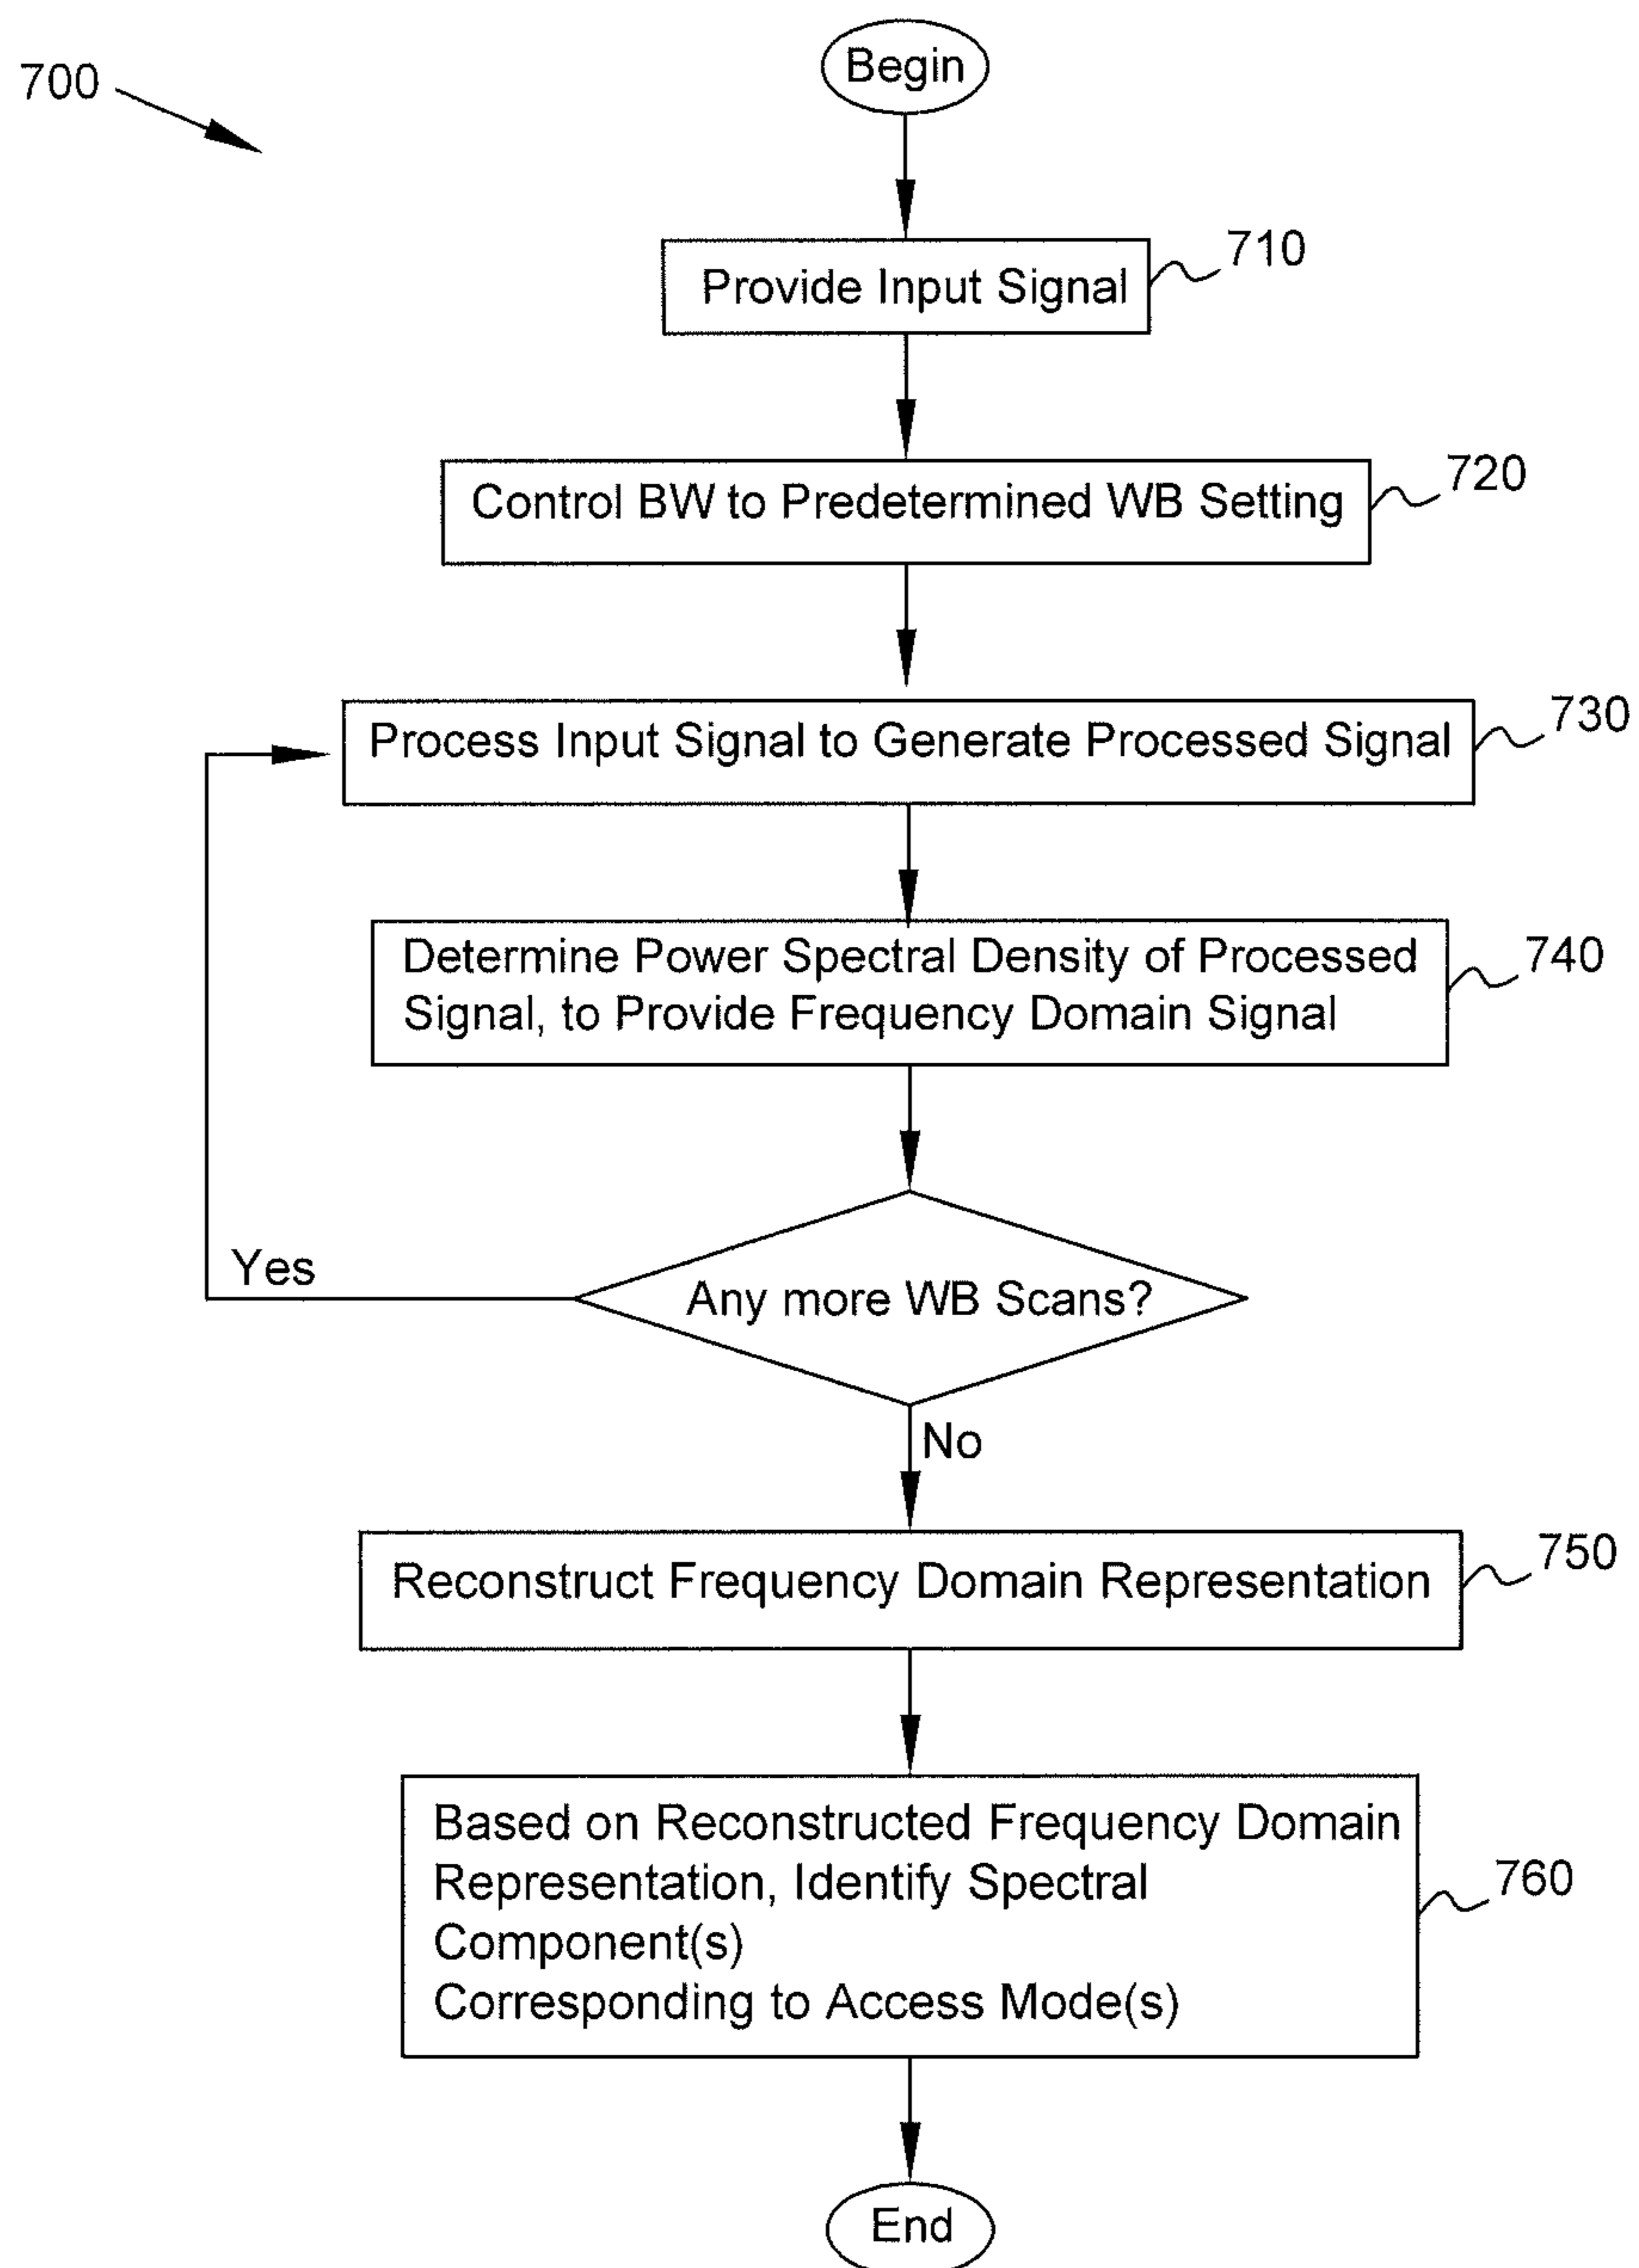 Begin
700
710
Provide Input Signal
720
Control BW to Predetermined WB Setting
730
Process Input Signal to Generate Processed Signal
740
Determine Power Spectral Density of Processed
Signal, to Provide Frequency Domain Signal
Yes
Any more WB Scans?
No
750
Reconstruct Frequency Domain Representation
Based on Reconstructed Frequency Domain
760
Representation, Identify Spectral
Component(s)
Corresponding to Access Mode(s)
End